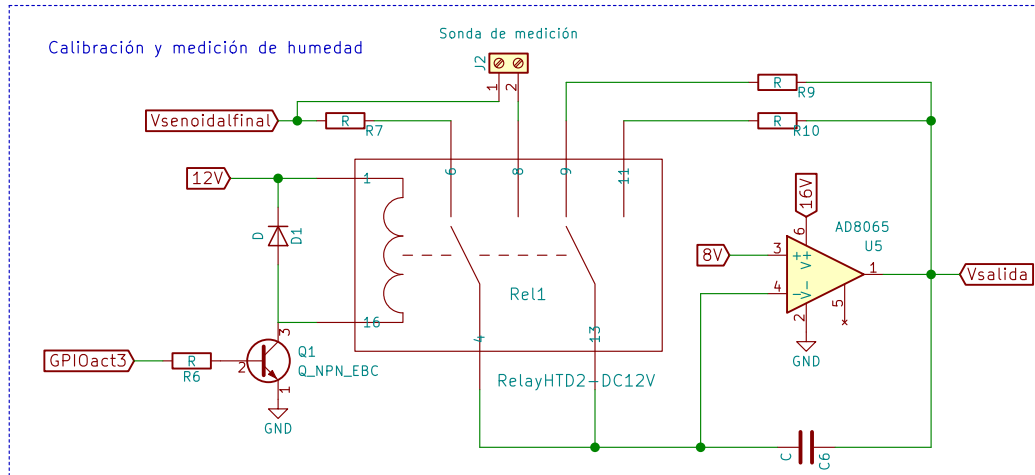 Calibración y medición de humedad
Sonda de medición
J2
1
2
Vsenoidalfinal
R
R7
R
R9
R
R10
12V
1
6
8
9
11
D
D1
16V
AD8065
U5
8V
3
4
+
-
V+
V-
6
1
2
5
Vsalida
GND
Rel1
16
4
13
RelayHTD2-DC12V
GPIOact3
R
R6
2
3
1
Q1
Q_NPN_EBC
GND
C
C6